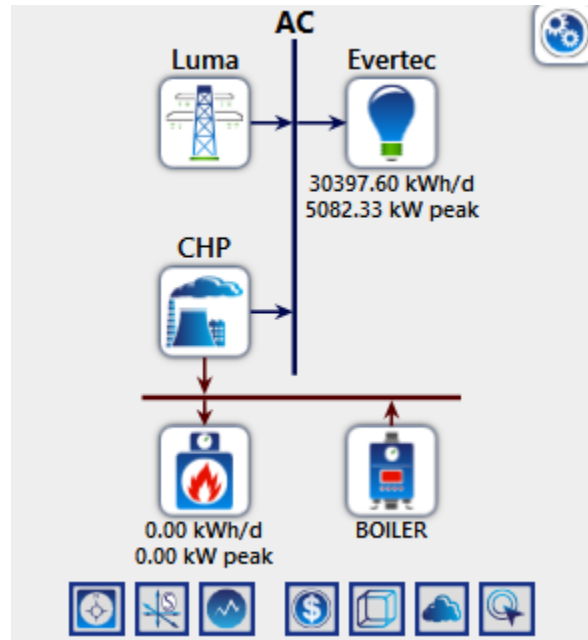 AC
Luma
Evertec
30397.60 kWh/d
5082.33 kW peak
CHP
0.00 kWh/d
0.00 kW peak
BOILER